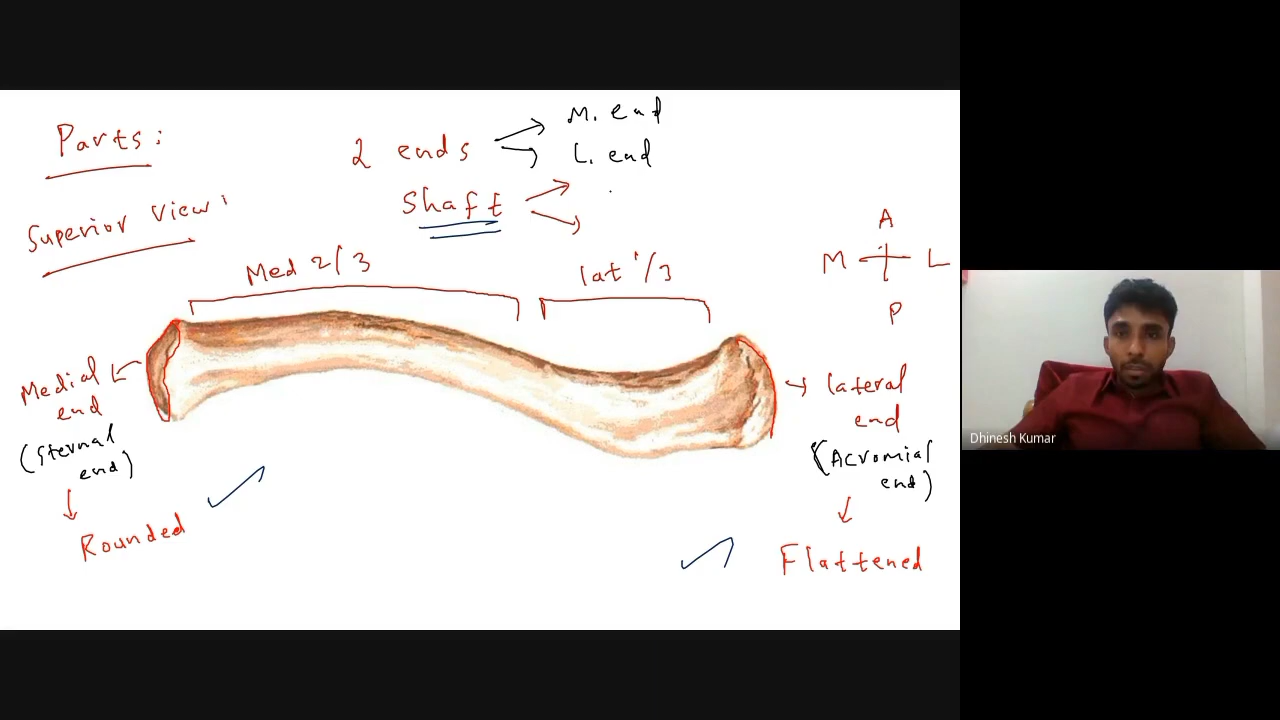 Parts:
2 ends
M. end
L. end
Shaft
Superior View:
Med 2/3
lat 1/3
A
M
L
P
Medial
end
(Sternal
end)
Rounded
lateral
end
(Acromial
end)
Flattened
Dhinesh Kumar